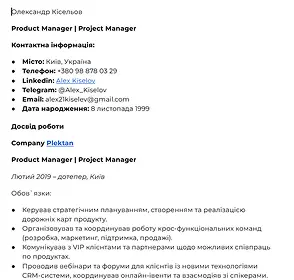 Олександр Кісельов
Product Manager | Project Manager
Контактна інформація:
● Місто: Київ, Україна
● Телефон: +380 98 878 03 29
● Linkedin: Alex Kiselov
● Telegram: @Alex_Kiselov
● Email: alex21kiselev@gmail.com
● Дата народження: 8 листопада 1999
Досвід роботи
Company Plektan
Product Manager | Project Manager
Лютий 2019 – дотепер, Київ
Обовʼязки:
● Керував стратегічним плануванням, створенням та реалізацією
дорожніх карт продукту.
● Організовував та координував роботу крос-функціональних команд
(розробка, маркетинг, підтримка, продажі).
● Комунікував з VIP клієнтами та партнерами щодо можливих співпраць
по продуктах.
● Проводив вебінари та форуми для клієнтів із новими технологіями
CRM-системи, координував онлайн-івенти та взаємодіяв зі спікерами.